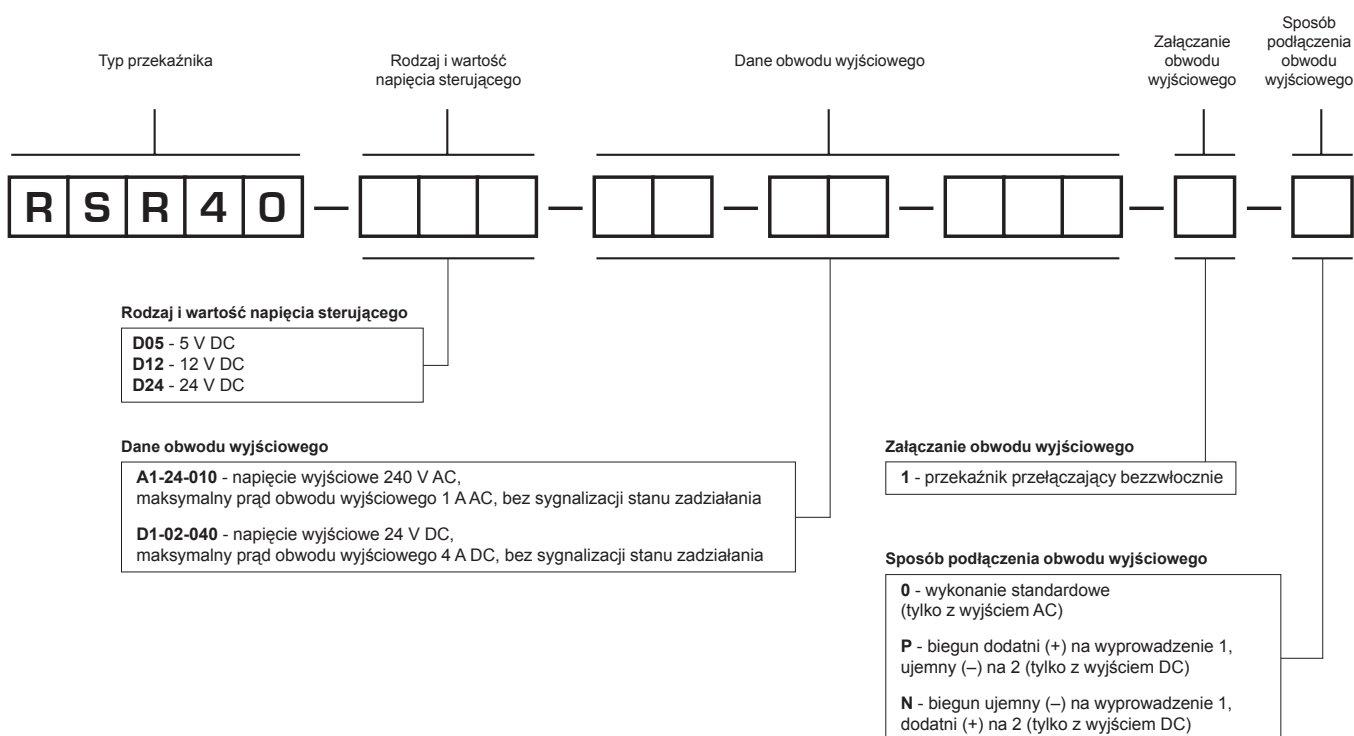 Typ przekaźnika
Rodzaj i wartość
napięcia sterującego
Dane obwodu wyjściowego
Załączanie
obwodu
wyjściowego
Sposób
podłączenia
obwodu
wyjściowego
RSR40 — — — — — 
Rodzaj i wartość napięcia sterującego
D05 - 5 V DC
D12 - 12 V DC
D24 - 24 V DC
Dane obwodu wyjściowego
A1-24-010 - napięcie wyjściowe 240 V AC,
maksymalny prąd obwodu wyjściowego 1 A AC, bez sygnalizacji stanu zadziałania
D1-02-040 - napięcie wyjściowe 24 V DC,
maksymalny prąd obwodu wyjściowego 4 A DC, bez sygnalizacji stanu zadziałania
Załączanie obwodu wyjściowego
1 - przekaźnik przełączający bezzwłocznie
Sposób podłączenia obwodu wyjściowego
0 - wykonanie standardowe
(tylko z wyjściem AC)
P - biegun dodatni (+) na wyprowadzenie 1,
ujemny (–) na 2 (tylko z wyjściem DC)
N - biegun ujemny (–) na wyprowadzenie 1,
dodatni (+) na 2 (tylko z wyjściem DC)